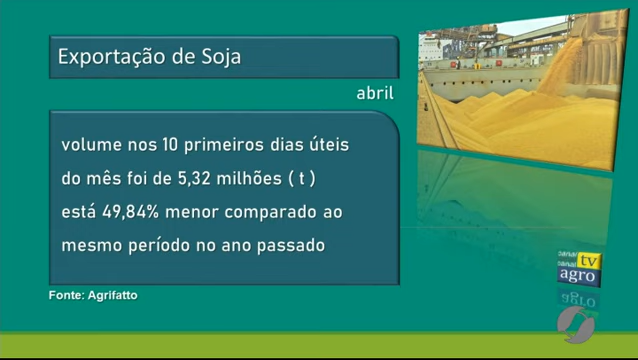 Exportação de Soja
abril
volume nos 10 primeiros dias úteis
do mês foi de 5,32 milhões ( t )
está 49,84% menor comparado ao
mesmo período no ano passado
Fonte: Agrifatto
canal
tv
agro